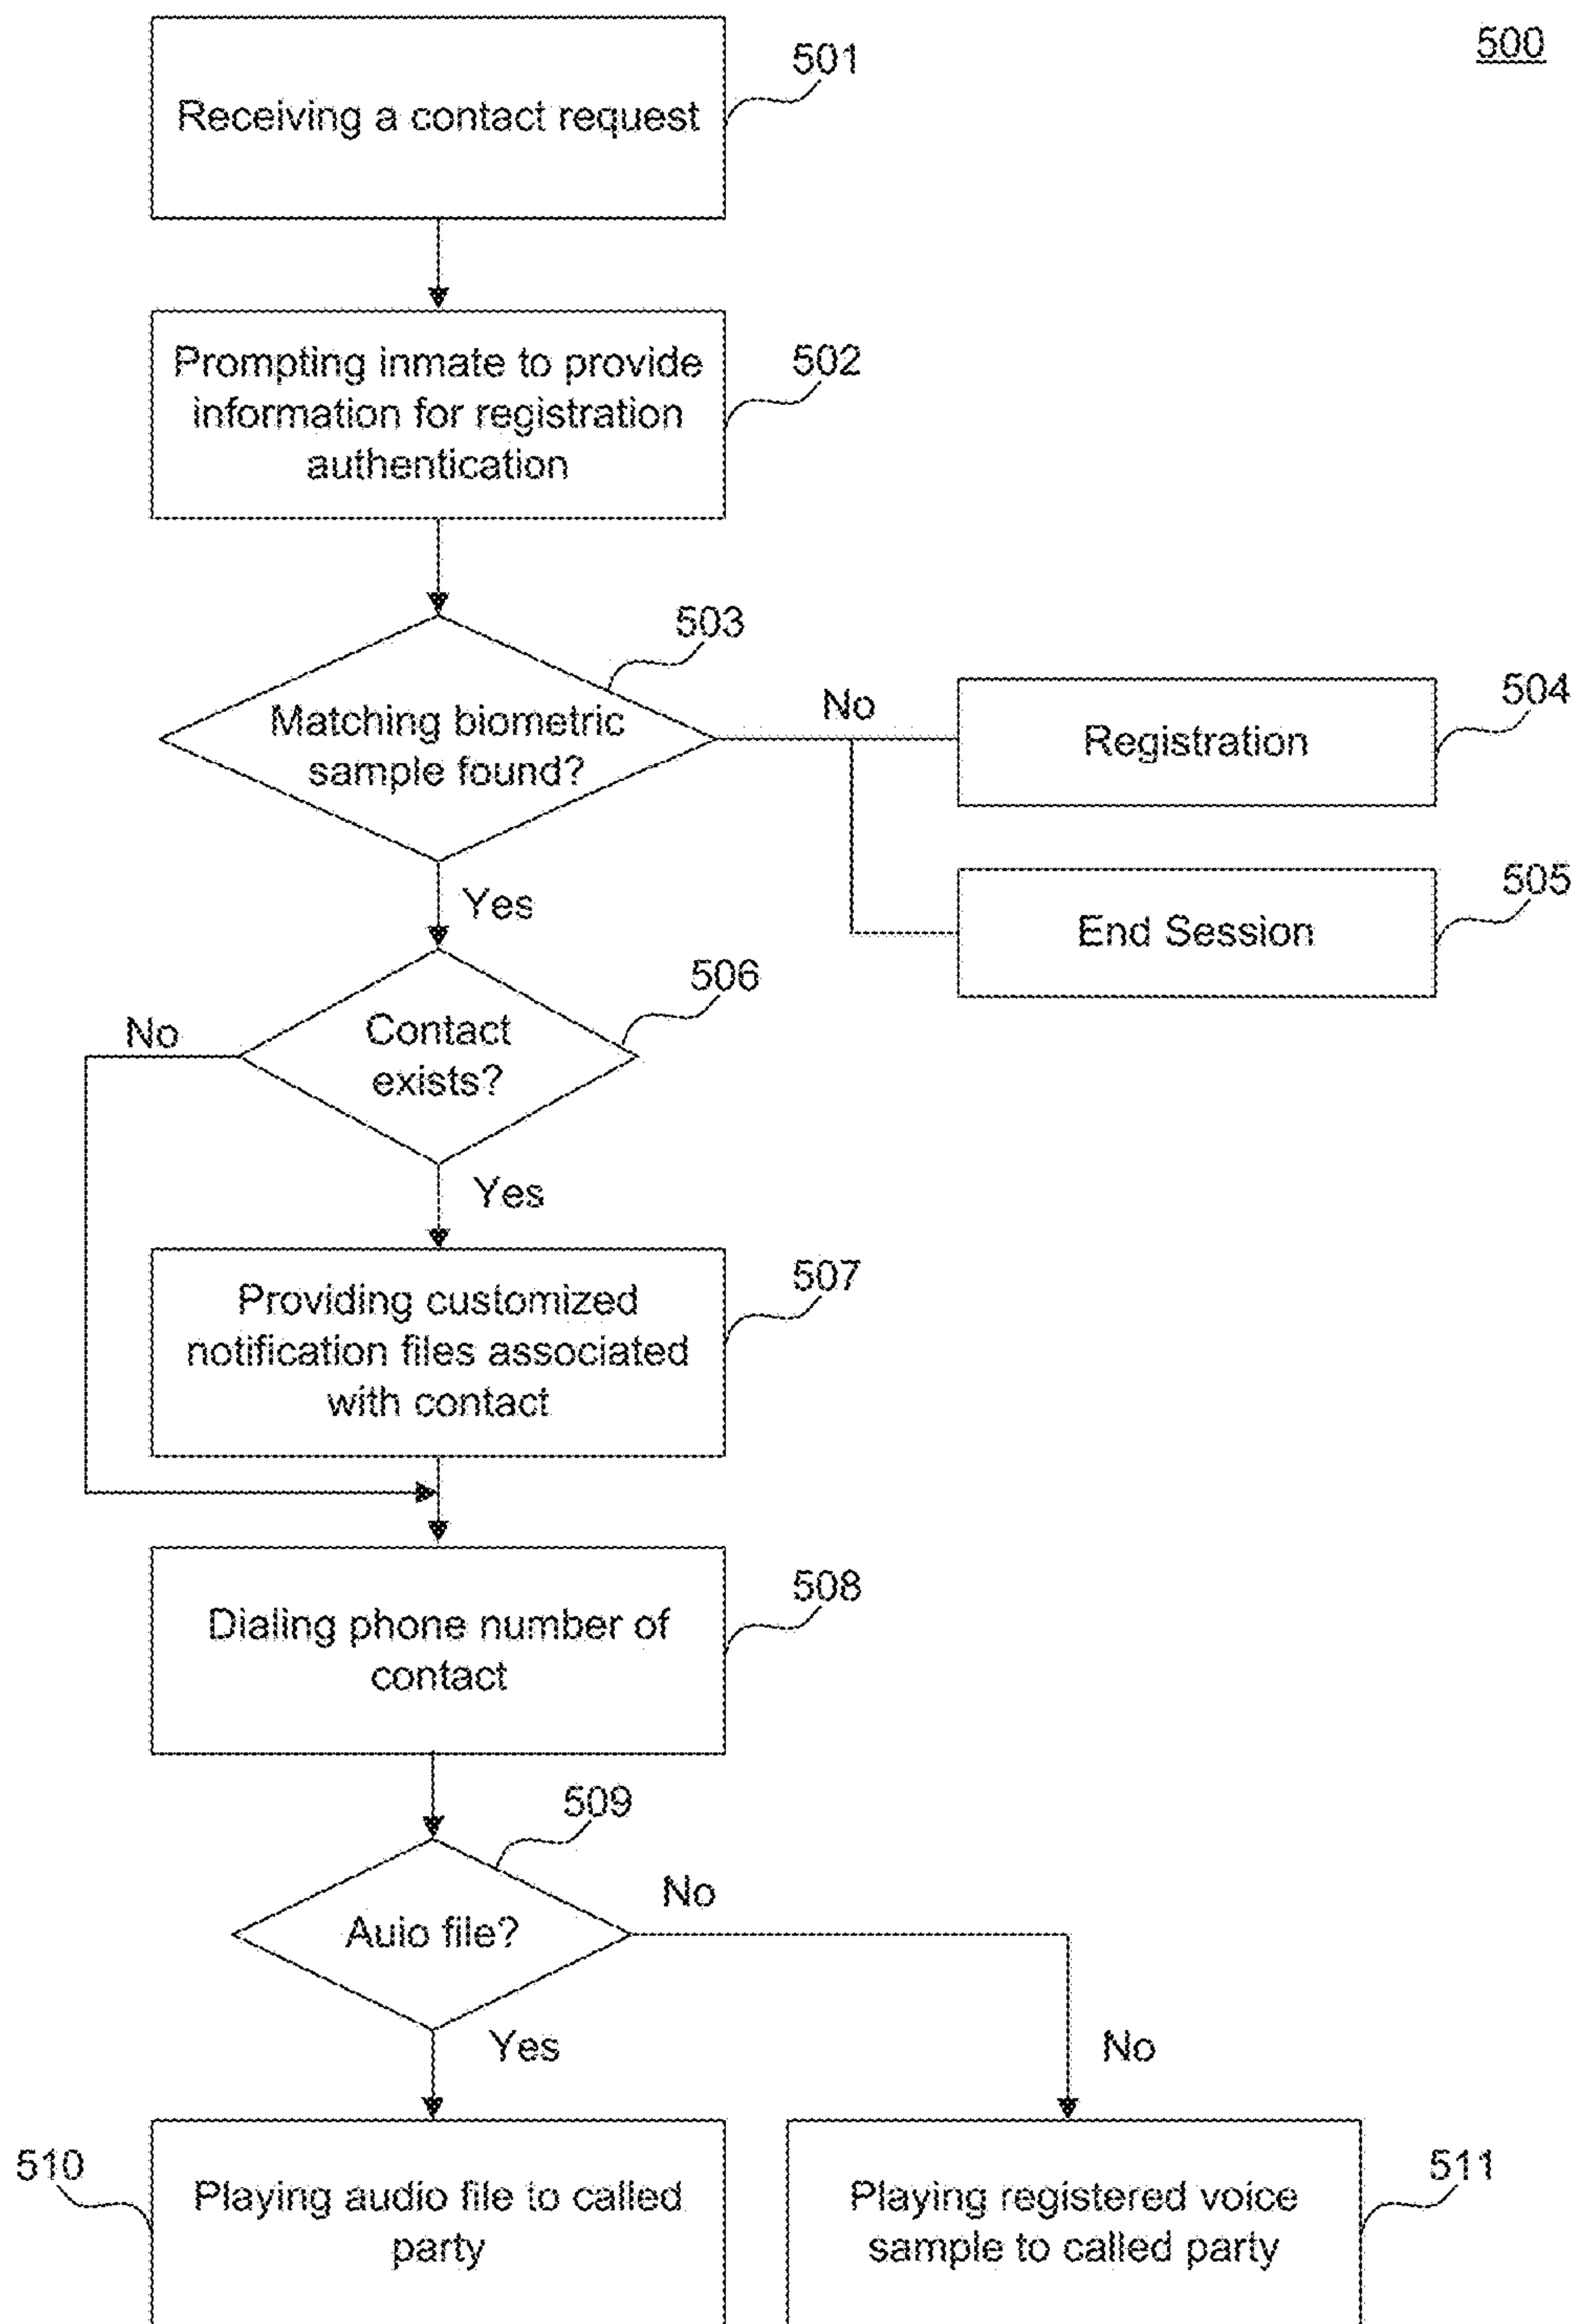 500
501
Receiving a contact request
502
Prompting inmate to provide
information for registration
authentication
503
Matching biometric
sample found?
No
504
Registration
505
End Session
Yes
506
Contact
exists?
No
Yes
507
Providing customized
notification files associated
with contact
508
Dialing phone number of
contact
509
Auio file?
No
Yes
No
510
Playing audio file to called
party
511
Playing registered voice
sample to called party